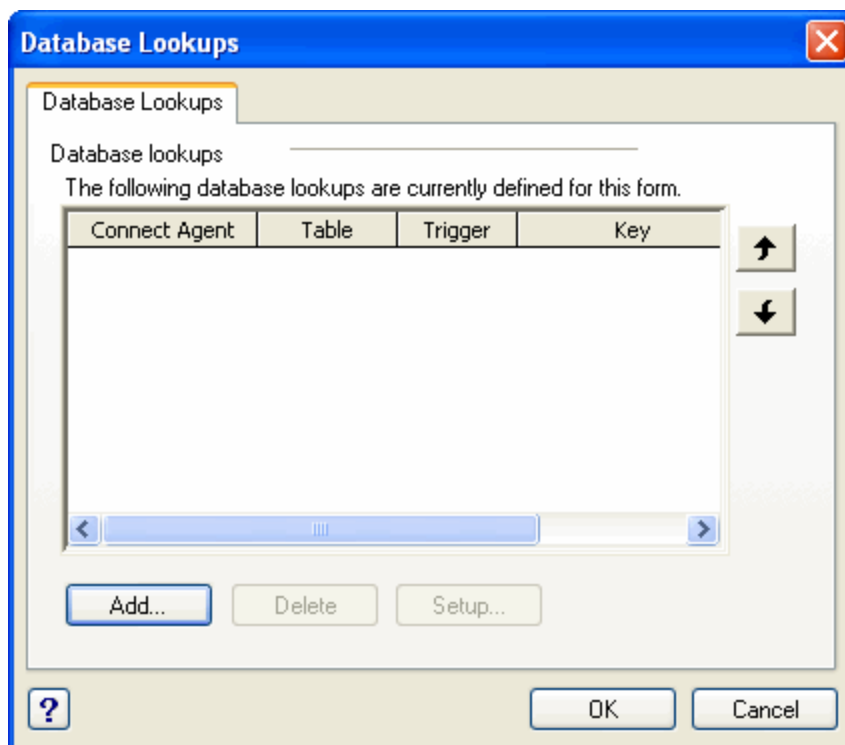 Database Lookups
Database Lookups
Database lookups
The following database lookups are currently defined for this form.
Connect Agent Table Trigger Key
Add... Delete Setup...
? OK Cancel